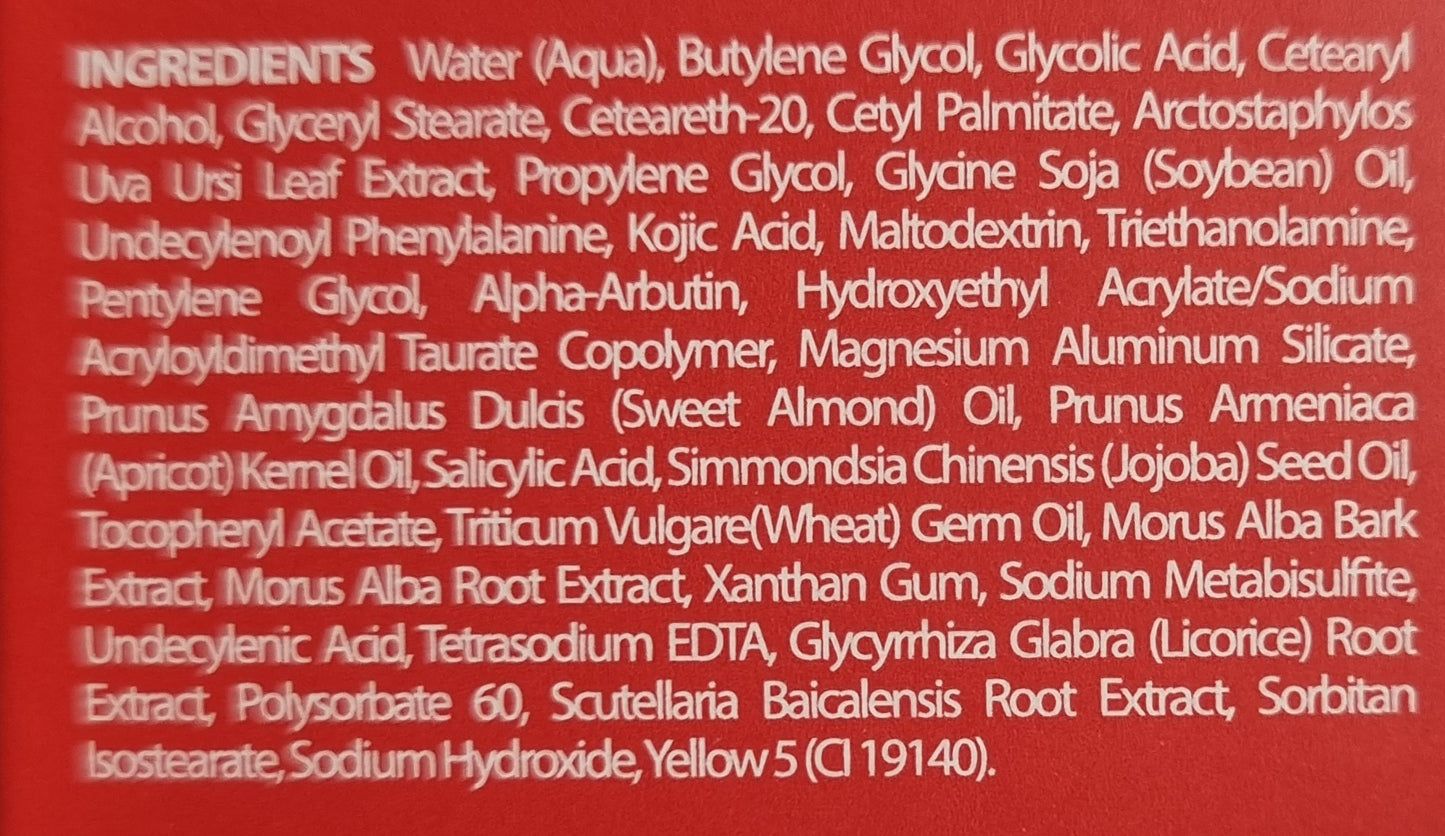 INGREDIENTS Water (Aqua), Butylene Glycol, Glycolic Acid, Cetearyl
Alcohol, Glyceryl Stearate, Ceteareth-20, Cetyl Palmitate, Arctostaphylos
Uva Ursi Leaf Extract, Propylene Glycol, Glycine Soja (Soybean) Oil,
Undecylenoyl Phenylalanine, Kojic Acid, Maltodextrin, Triethanolamine,
Pentylene Glycol, Alpha-Arbutin, Hydroxyethyl Acrylate/Sodium
Acryloyldimethyl Taurate Copolymer, Magnesium Aluminum Silicate,
Prunus Amygdalus Dulcis (Sweet Almond) Oil, Prunus Armeniaca
(Apricot) Kernel Oil, Salicylic Acid, Simmondsia Chinensis (Jojoba) Seed Oil,
Tocopheryl Acetate, Triticum Vulgare(Wheat) Germ Oil, Morus Alba Bark
Extract, Morus Alba Root Extract, Xanthan Gum, Sodium Metabisulfite,
Undecylenic Acid, Tetrasodium EDTA, Glycyrrhiza Glabra (Licorice) Root
Extract, Polysorbate 60, Scutellaria Baicalensis Root Extract, Sorbitan
Isostearate, Sodium Hydroxide, Yellow 5 (CI 19140).